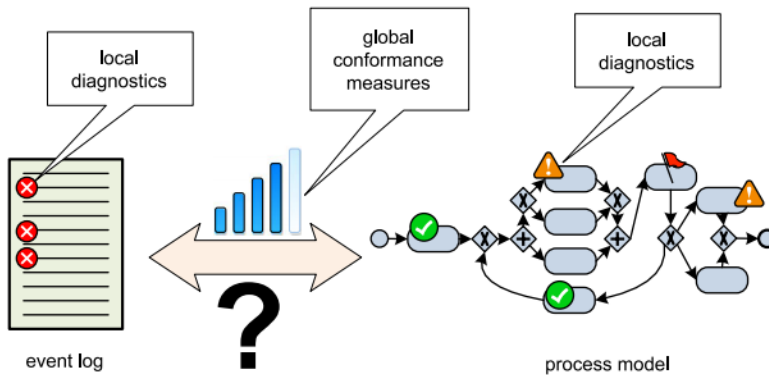 local
diagnostics
global
conformance
measures
local
diagnostics
?
event log
process model